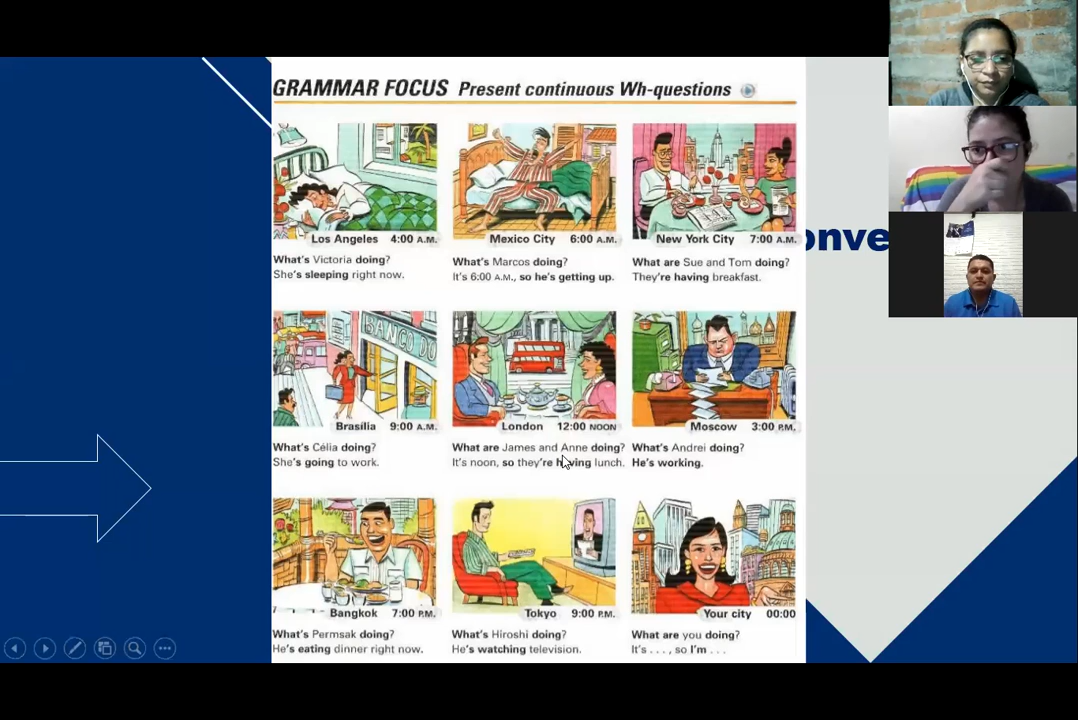 GRAMMAR FOCUS Present continuous Wh-questions
Los Angeles 4:00 A.M.
What's Victoria doing?
She's sleeping right now.
Mexico City 6:00 A.M.
What's Marcos doing?
It's 6:00 A.M., so he's getting up.
New York City 7:00 A.M.
What are Sue and Tom doing?
They're having breakfast.
onve
BANCO DO
Brasília 9:00 A.M.
What's Célia doing?
She's going to work.
London 12:00 NOON
What are James and Anne doing?
It's noon, so they're having lunch.
Moscow 3:00 P.M.
What's Andrei doing?
He's working.
Bangkok 7:00 P.M.
What's Permsak doing?
He's eating dinner right now.
Tokyo 9:00 P.M.
What's Hiroshi doing?
He's watching television.
Your city 00:00
What are you doing?
It's . . . , so I'm . . .